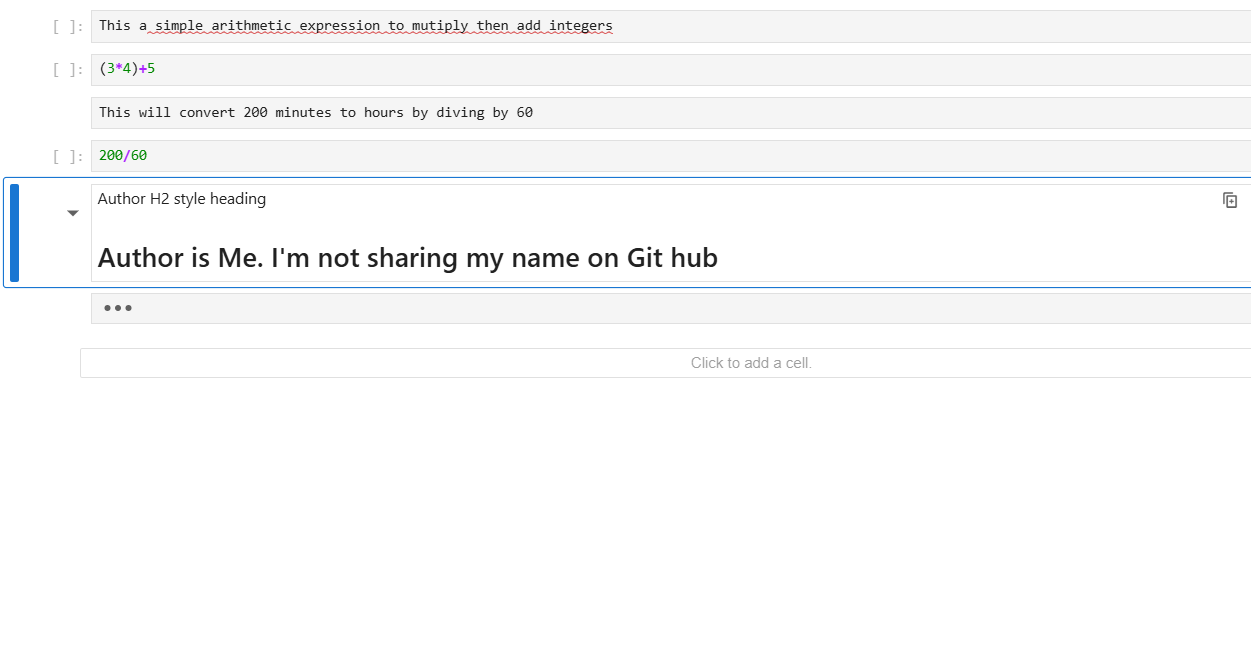 [ ]: This a simple arithmetic expression to mutiply then add integers
[ ]: (3*4)+5
This will convert 200 minutes to hours by diving by 60
[ ]: 200/60
Author H2 style heading
Author is Me. I'm not sharing my name on Git hub
Click to add a cell.